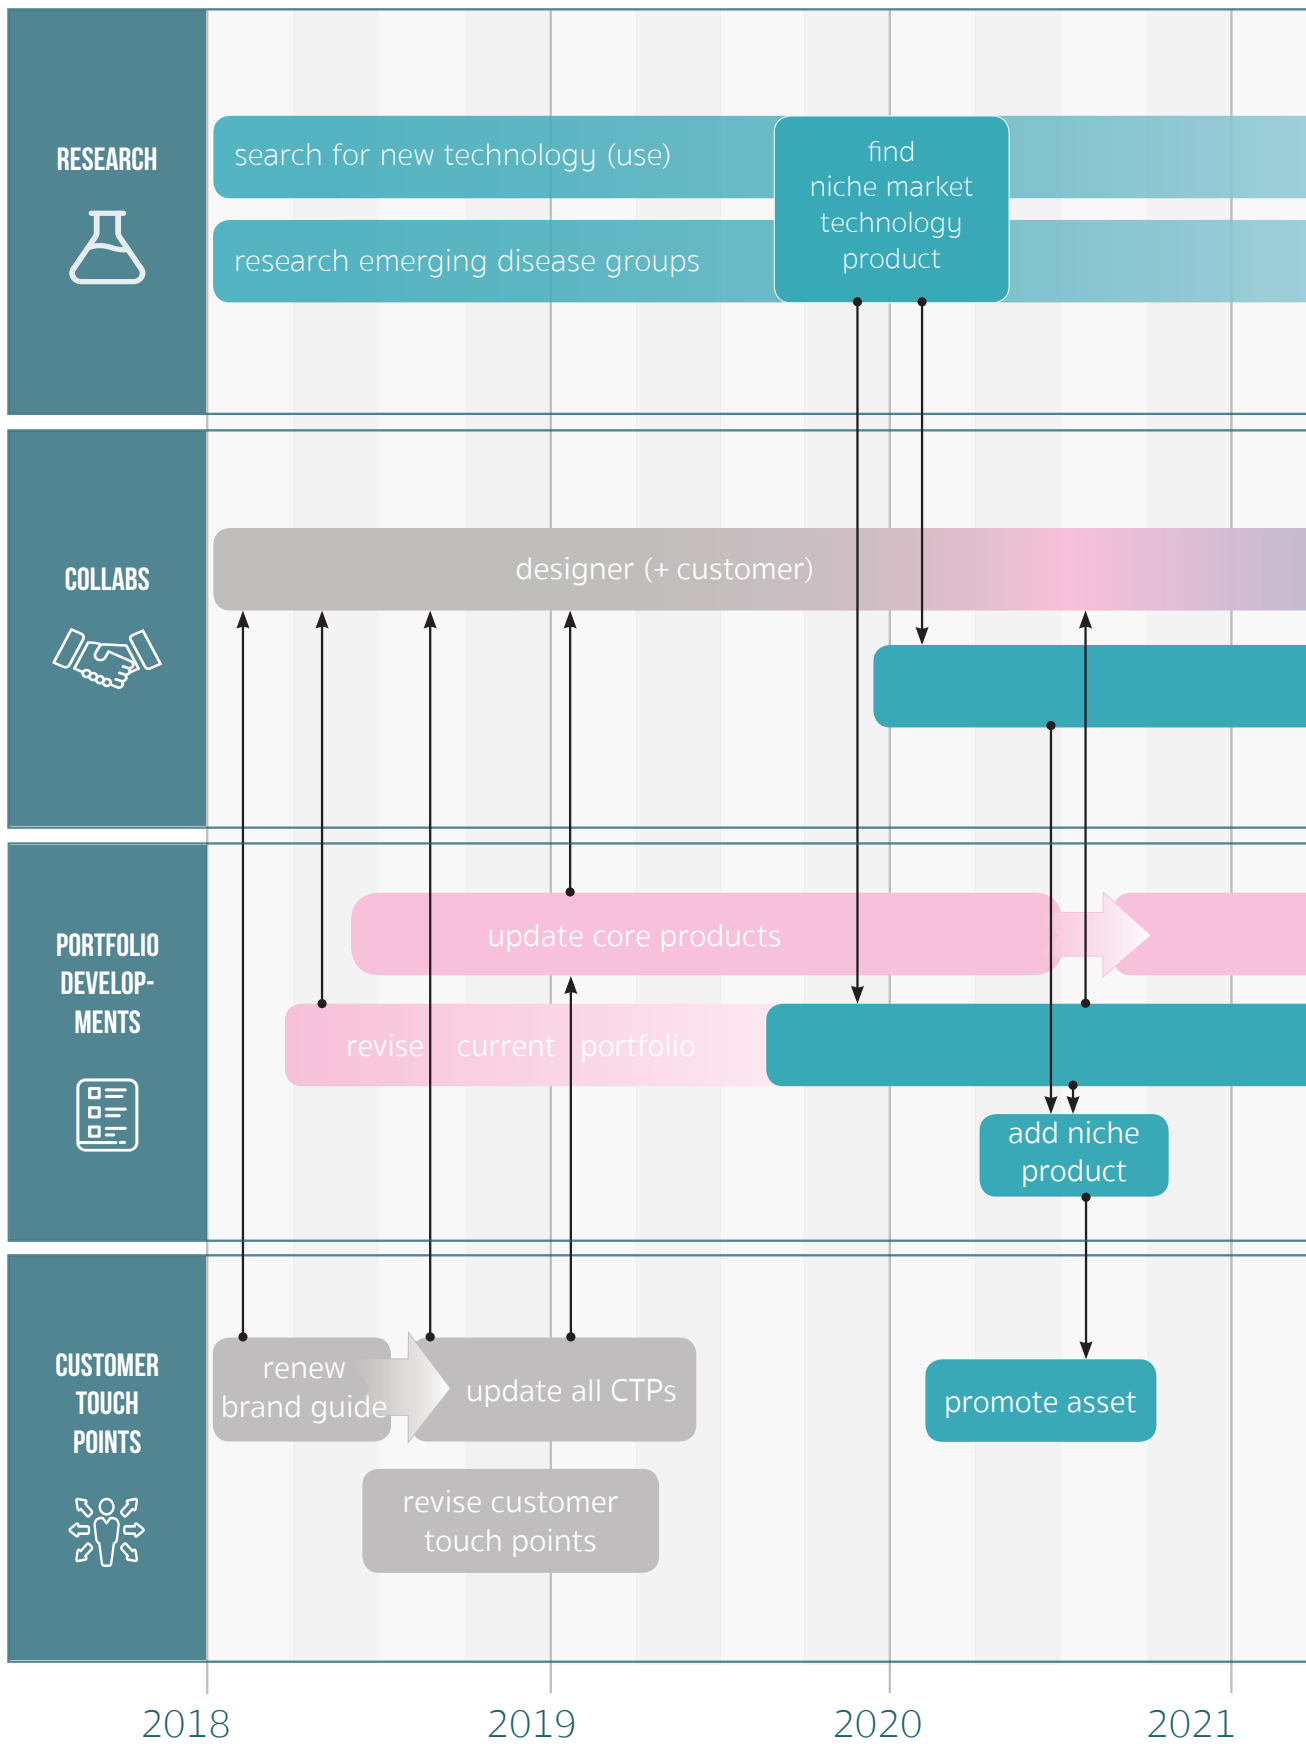 RESEARCH
search for new technology (use)
research emerging disease groups
find
niche market
technology
product
COLLABS
designer (+ customer)
PORTFOLIO
DEVELOP-
MENTS
update core products
revise current portfolio
add niche
product
CUSTOMER
TOUCH
POINTS
renew
brand guide
update all CTPs
promote asset
revise customer
touch points
2018 2019 2020 2021